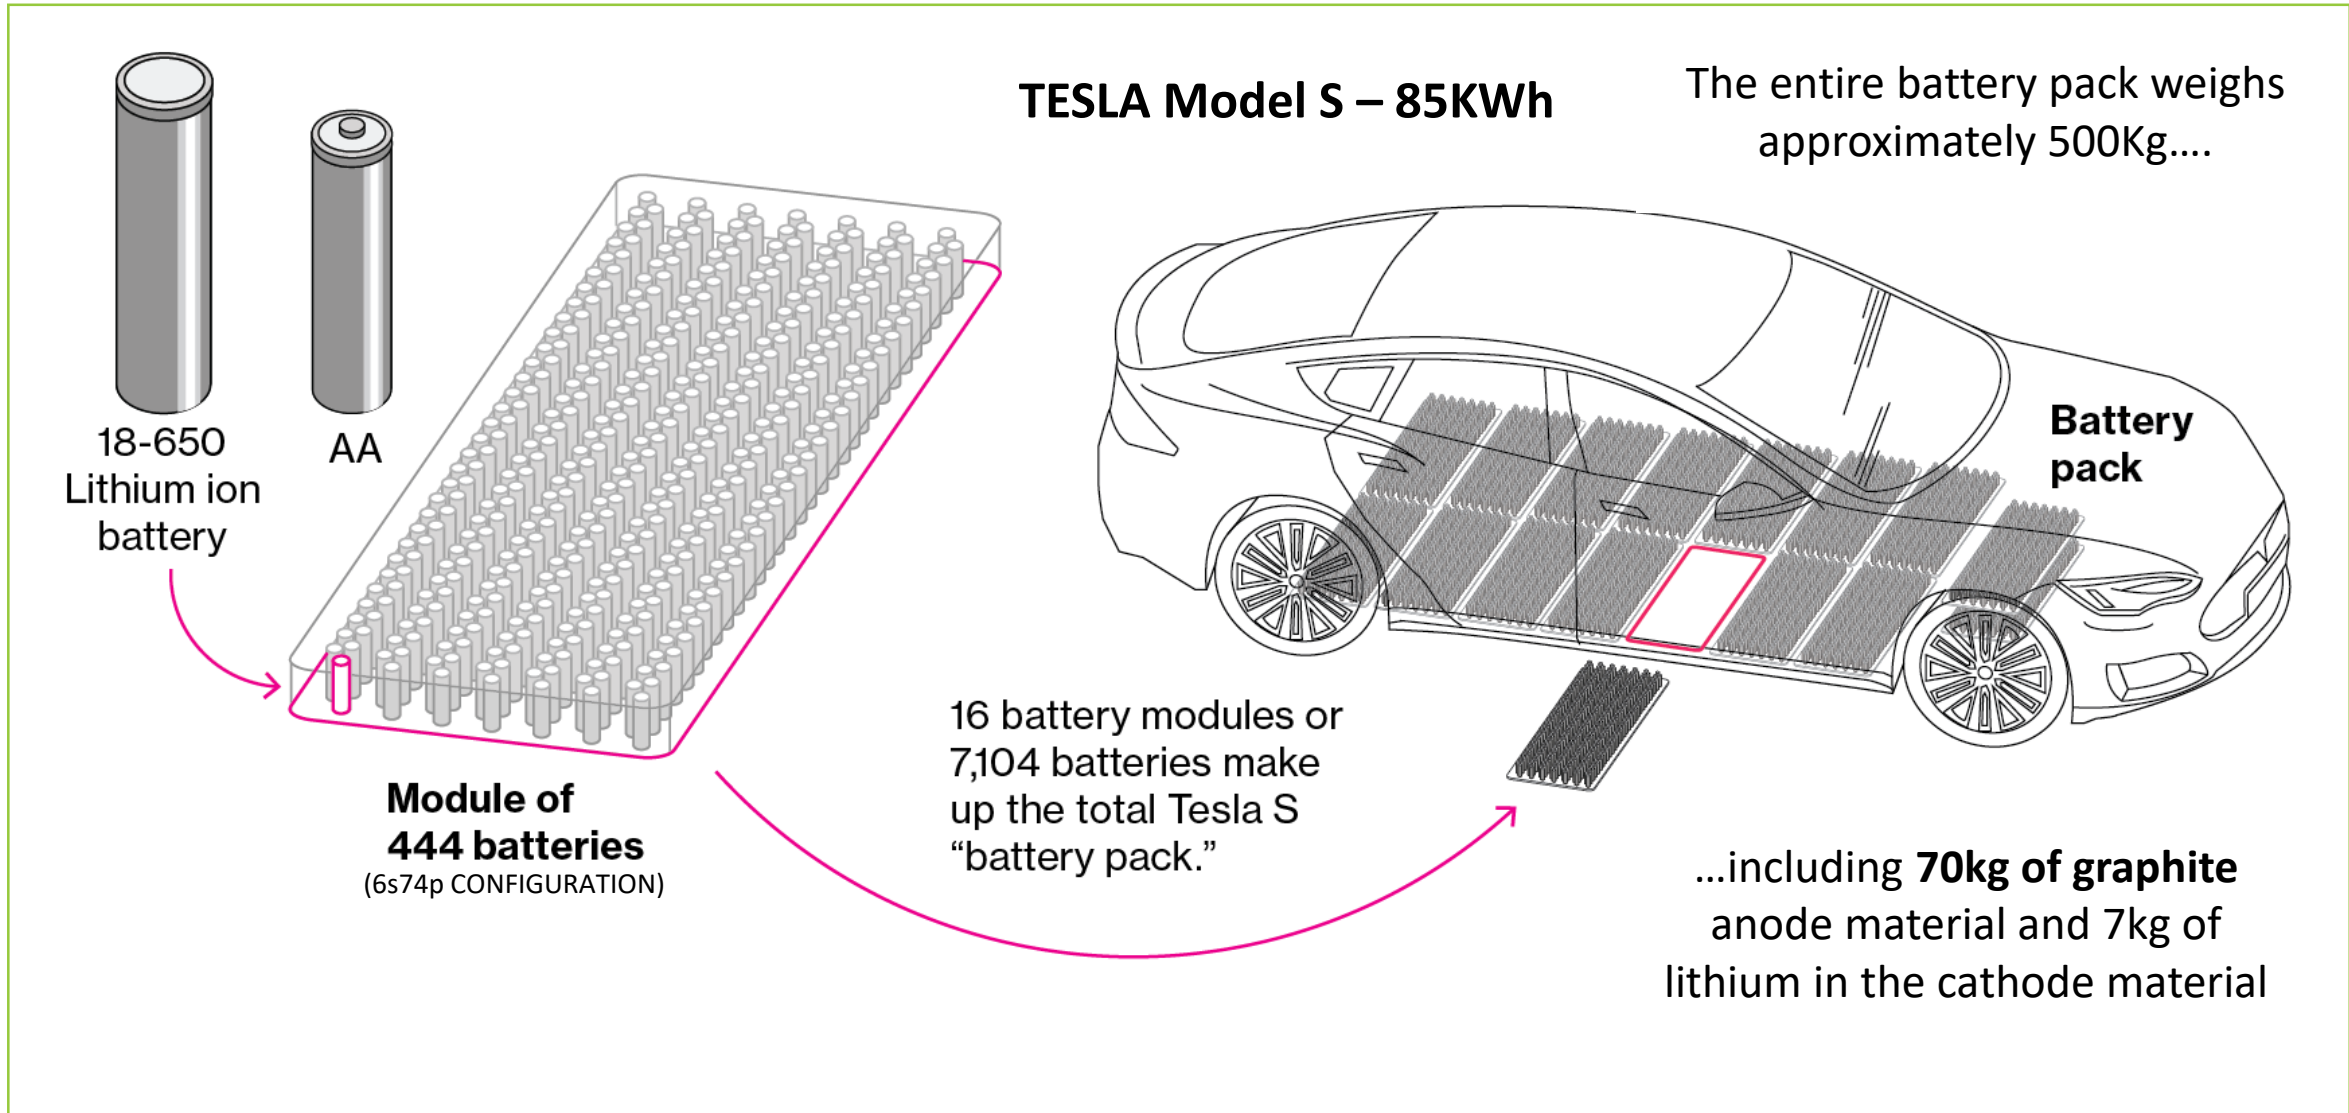 TESLA Model S – 85KWh
The entire battery pack weighs
approximately 500Kg....
18-650
Lithium ion
battery
AA
Battery
pack
Module of
444 batteries
(6s74p CONFIGURATION)
16 battery modules or
7,104 batteries make
up the total Tesla S
“battery pack.”
...including 70kg of graphite
anode material and 7kg of
lithium in the cathode material